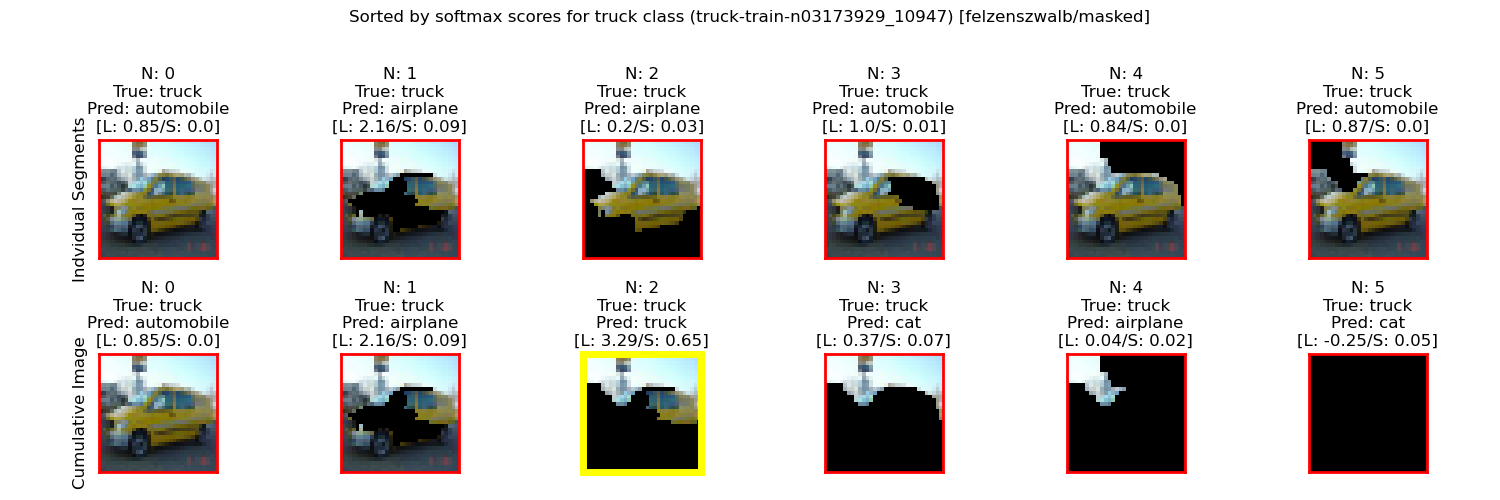 Sorted by softmax scores for truck class (truck-train-n03173929_10947) [felzenszwalb/masked]
Indvidual Segments
N: 0
True: truck
Pred: automobile
[L: 0.85/S: 0.0]
N: 1
True: truck
Pred: airplane
[L: 2.16/S: 0.09]
N: 2
True: truck
Pred: airplane
[L: 0.2/S: 0.03]
N: 3
True: truck
Pred: automobile
[L: 1.0/S: 0.01]
N: 4
True: truck
Pred: automobile
[L: 0.84/S: 0.0]
N: 5
True: truck
Pred: automobile
[L: 0.87/S: 0.0]
Cumulative Image
N: 0
True: truck
Pred: automobile
[L: 0.85/S: 0.0]
N: 1
True: truck
Pred: airplane
[L: 2.16/S: 0.09]
N: 2
True: truck
Pred: truck
[L: 3.29/S: 0.65]
N: 3
True: truck
Pred: cat
[L: 0.37/S: 0.07]
N: 4
True: truck
Pred: airplane
[L: 0.04/S: 0.02]
N: 5
True: truck
Pred: cat
[L: -0.25/S: 0.05]